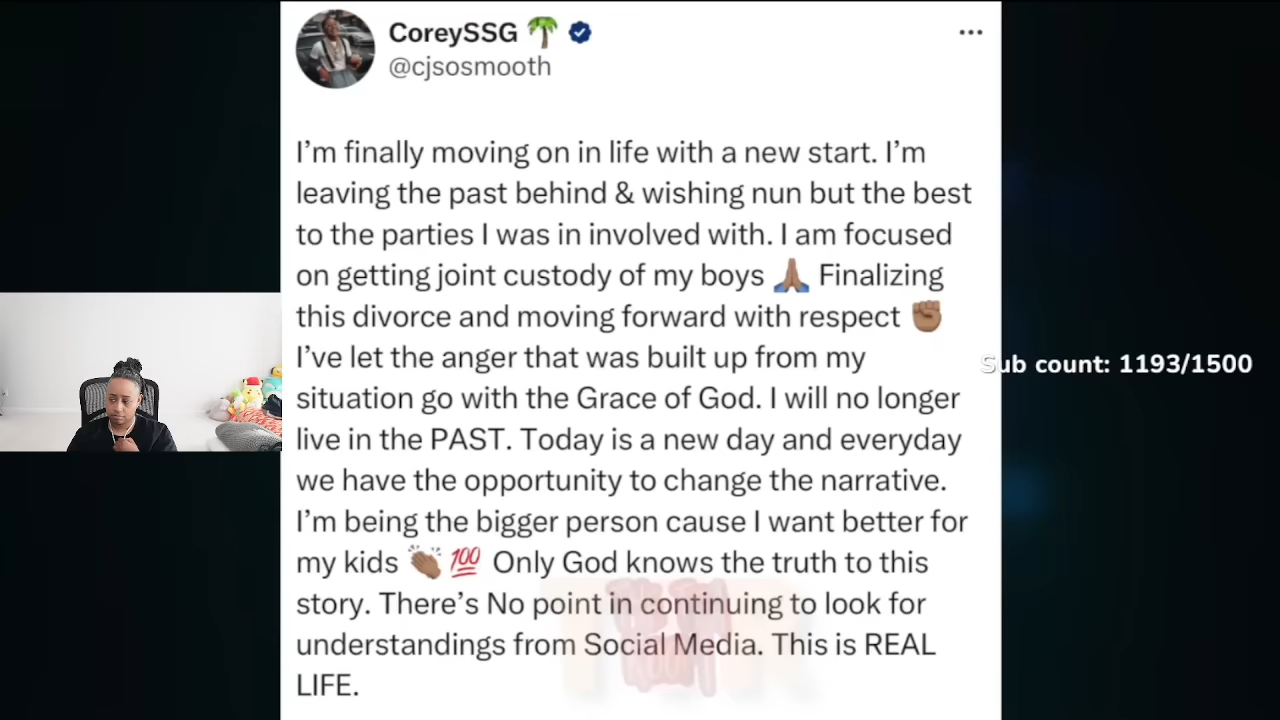 CoreySSG 🌴
@cjsosmooth
I'm finally moving on in life with a new start. I'm
leaving the past behind & wishing nun but the best
to the parties I was in involved with. I am focused
on getting joint custody of my boys 🙏🏾 Finalizing
this divorce and moving forward with respect ✊🏾
I've let the anger that was built up from my
situation go with the Grace of God. I will no longer
live in the PAST. Today is a new day and everyday
we have the opportunity to change the narrative.
I'm being the bigger person cause I want better for
my kids 👏🏾 💯 Only God knows the truth to this
story. There's No point in continuing to look for
understandings from Social Media. This is REAL
LIFE.
Sub count: 1193/1500